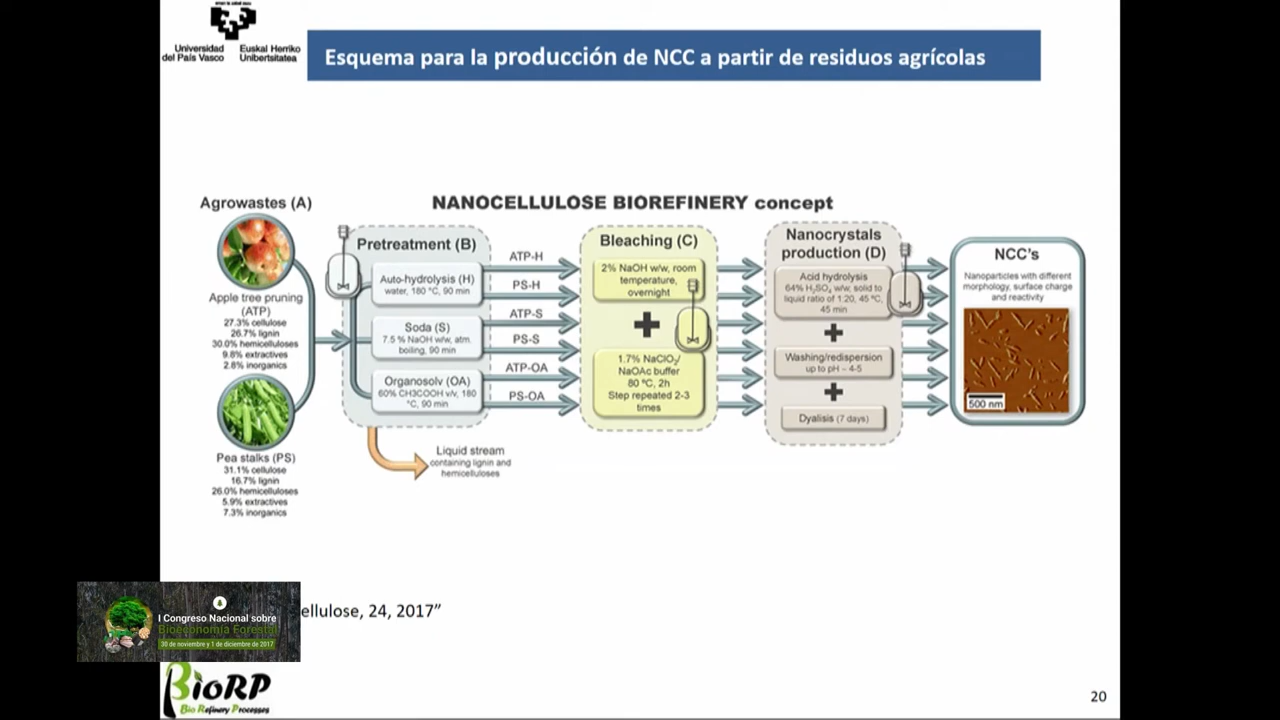 Universidad del País Vasco
Euskal Herriko Unibertsitatea
Esquema para la producción de NCC a partir de residuos agrícolas
NANOCELLULOSE BIOREFINERY concept
Agrowastes (A)
Apple tree pruning
(ATP)
27.3% cellulose
26.7% lignin
30.0% hemicelluloses
9.8% extractives
2.8% inorganics
Pea stalks (PS)
31.1% cellulose
16.7% lignin
26.0% hemicelluloses
5.9% extractives
7.3% inorganics
Pretreatment (B)
Auto-hydrolysis (H)
water, 180 °C, 90 min
Soda (S)
7.5 % NaOH w/w, atm.
boiling, 90 min
Organosolv (OA)
60% CH3COOH v/v, 180
°C, 90 min
Liquid stream
containing lignin and
hemicelluloses
ATP-H
PS-H
ATP-S
PS-S
ATP-OA
PS-OA
Bleaching (C)
2% NaOH w/w, room
temperature,
overnight
+
1.7% NaClO₂/
NaOAc buffer
80 ºC, 2h
Step repeated 2-3
times
Nanocrystals
production (D)
Acid hydrolysis
64% H₂SO₄ w/w, solid to
liquid ratio of 1:20, 45 ºC,
45 min
+
Washing/redispersion
up to pH ~ 4-5
+
Dyalisis (7 days)
NCC's
Nanoparticles with different
morphology, surface charge
and reactivity
500 nm
ellulose, 24, 2017”
I Congreso Nacional sobre
Bioeconomía Forestal
30 de noviembre y 1 de diciembre de 2017
BioRP
Bio Refinery Processes
20